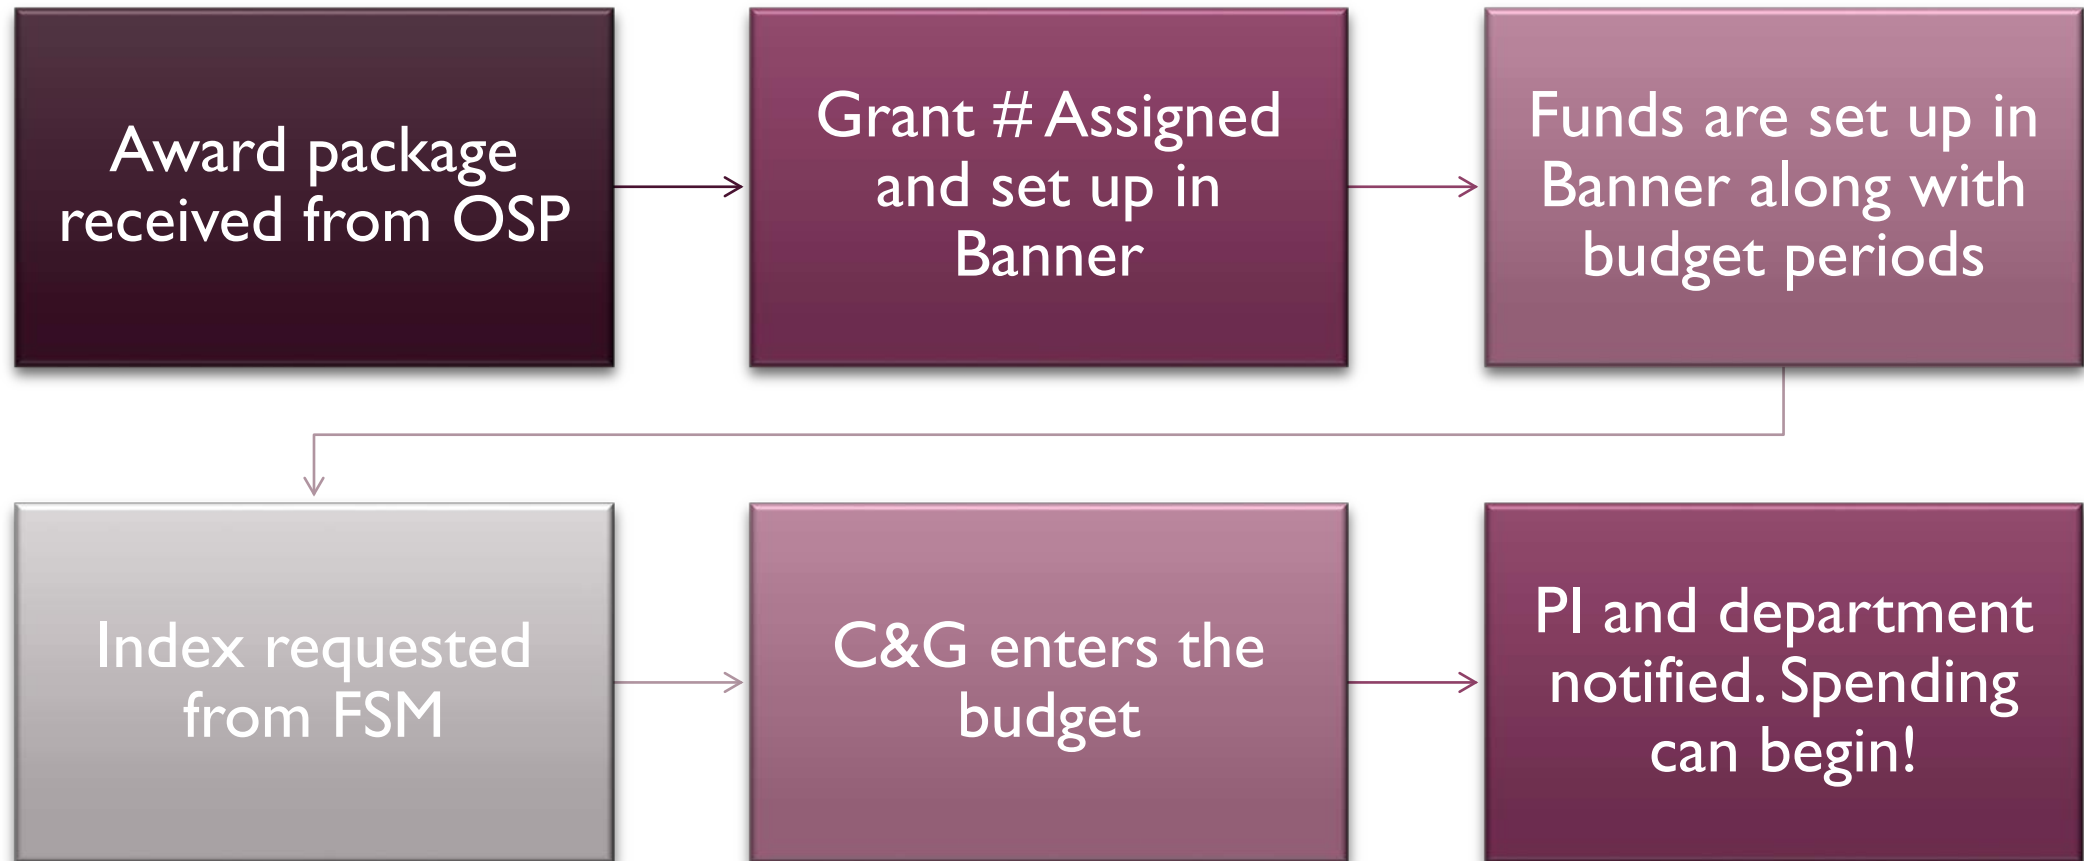 Award package
received from OSP
Grant # Assigned
and set up in
Banner
Funds are set up in
Banner along with
budget periods
Index requested
from FSM
C&G enters the
budget
PI and department
notified. Spending
can begin!